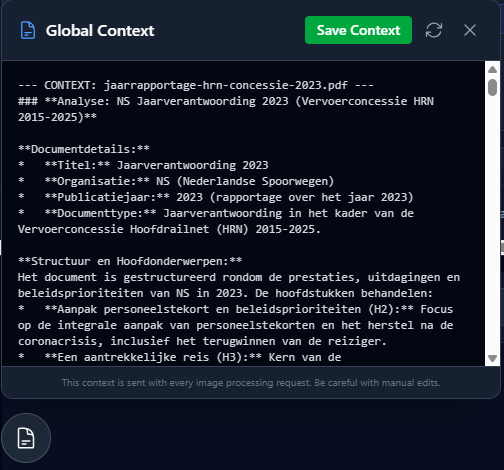 Global Context
Save Context
--- CONTEXT: jaarrapportage-hrn-concessie-2023.pdf ---
### **Analyse: NS Jaarverantwoording 2023 (Vervoerconcessie HRN
2015-2025)**
**Documentdetails:**
*   **Titel:** Jaarverantwoording 2023
*   **Organisatie:** NS (Nederlandse Spoorwegen)
*   **Publicatiejaar:** 2023 (rapportage over het jaar 2023)
*   **Documenttype:** Jaarverantwoording in het kader van de
Vervoerconcessie Hoofdrailnet (HRN) 2015-2025.
**Structuur en Hoofdonderwerpen:**
Het document is gestructureerd rondom de prestaties, uitdagingen en
beleidsprioriteiten van NS in 2023. De hoofdstukken behandelen:
*   **Aanpak personeelstekort en beleidsprioriteiten (H2):** Focus
op de integrale aanpak van personeelstekorten en het herstel na de
coronacrisis, inclusief het terugwinnen van de reiziger.
*   **Een aantrekkelijke reis (H3):** Kern van de
This context is sent with every image processing request. Be careful with manual edits.